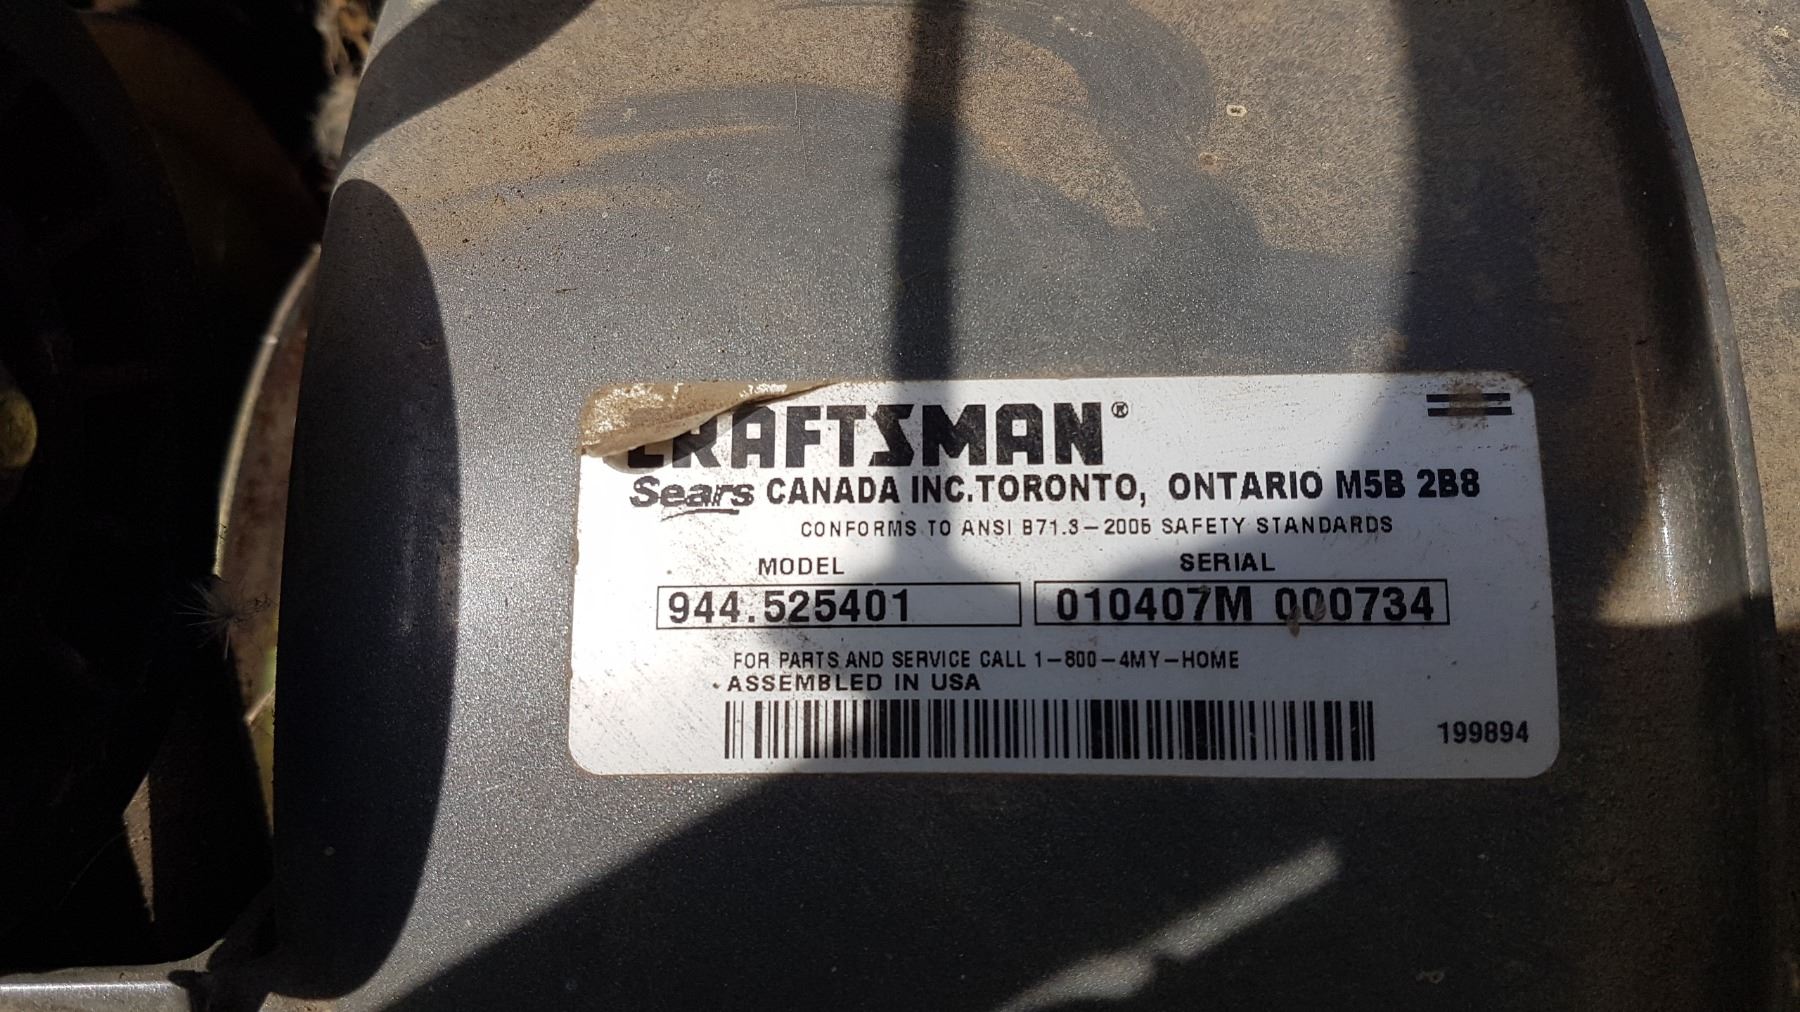 CRAFTSMAN®
Sears CANADA INC.TORONTO, ONTARIO M5B 2B8
CONFORMS TO ANSI B71.3-2005 SAFETY STANDARDS
MODEL SERIAL
944.525401 010407M 000734
FOR PARTS AND SERVICE CALL 1-800-4MY-HOME
ASSEMBLED IN USA
199894